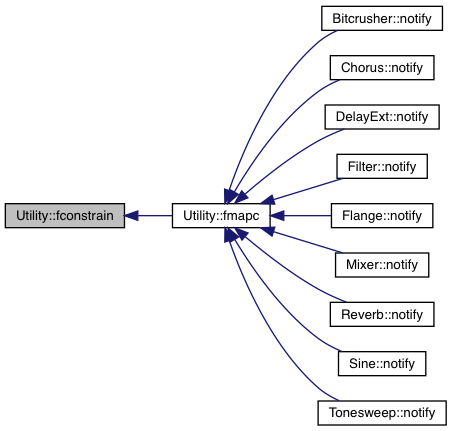 Bitcrusher::notify
Chorus::notify
DelayExt::notify
Filter::notify
Utility::fconstrain
Utility::fmapc
Flange::notify
Mixer::notify
Reverb::notify
Sine::notify
Tonesweep::notify